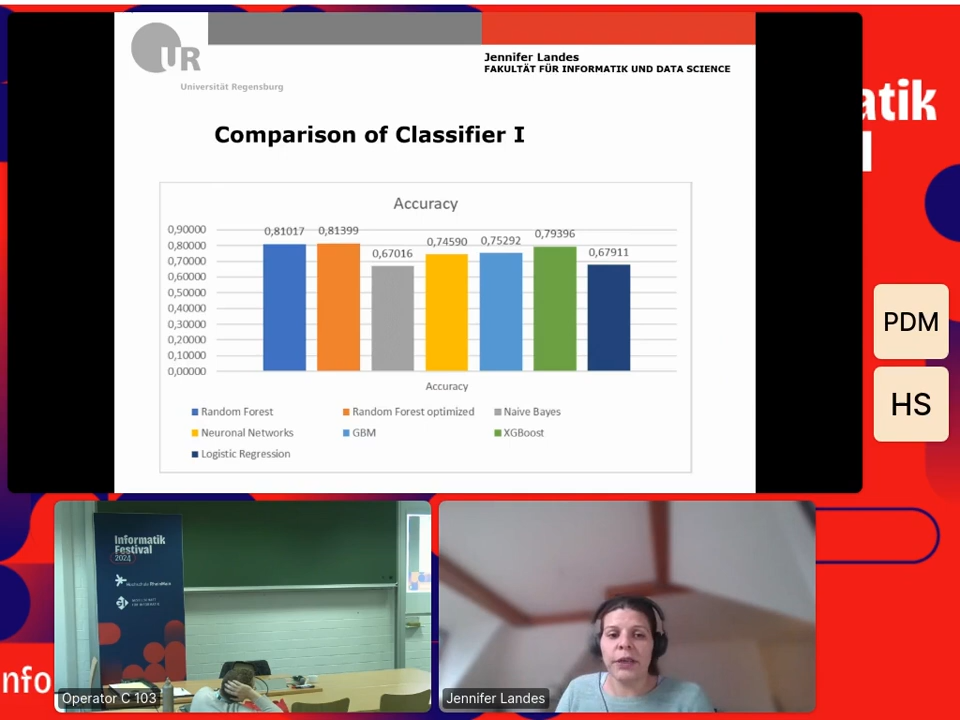 UR
Universität Regensburg
Jennifer Landes
FAKULTÄT FÜR INFORMATIK UND DATA SCIENCE
Comparison of Classifier I
Accuracy
0,90000
0,80000
0,70000
0,60000
0,50000
0,40000
0,30000
0,20000
0,10000
0,00000
0,81017
0,81399
0,67016
0,74590
0,75292
0,79396
0,67911
Accuracy
Random Forest
Random Forest optimized
Naive Bayes
Neuronal Networks
GBM
XGBoost
Logistic Regression
atik
PDM
HS
nfo
Informatik
Festival
2024
Hochschule RheinMain
Operator C 103
Jennifer Landes